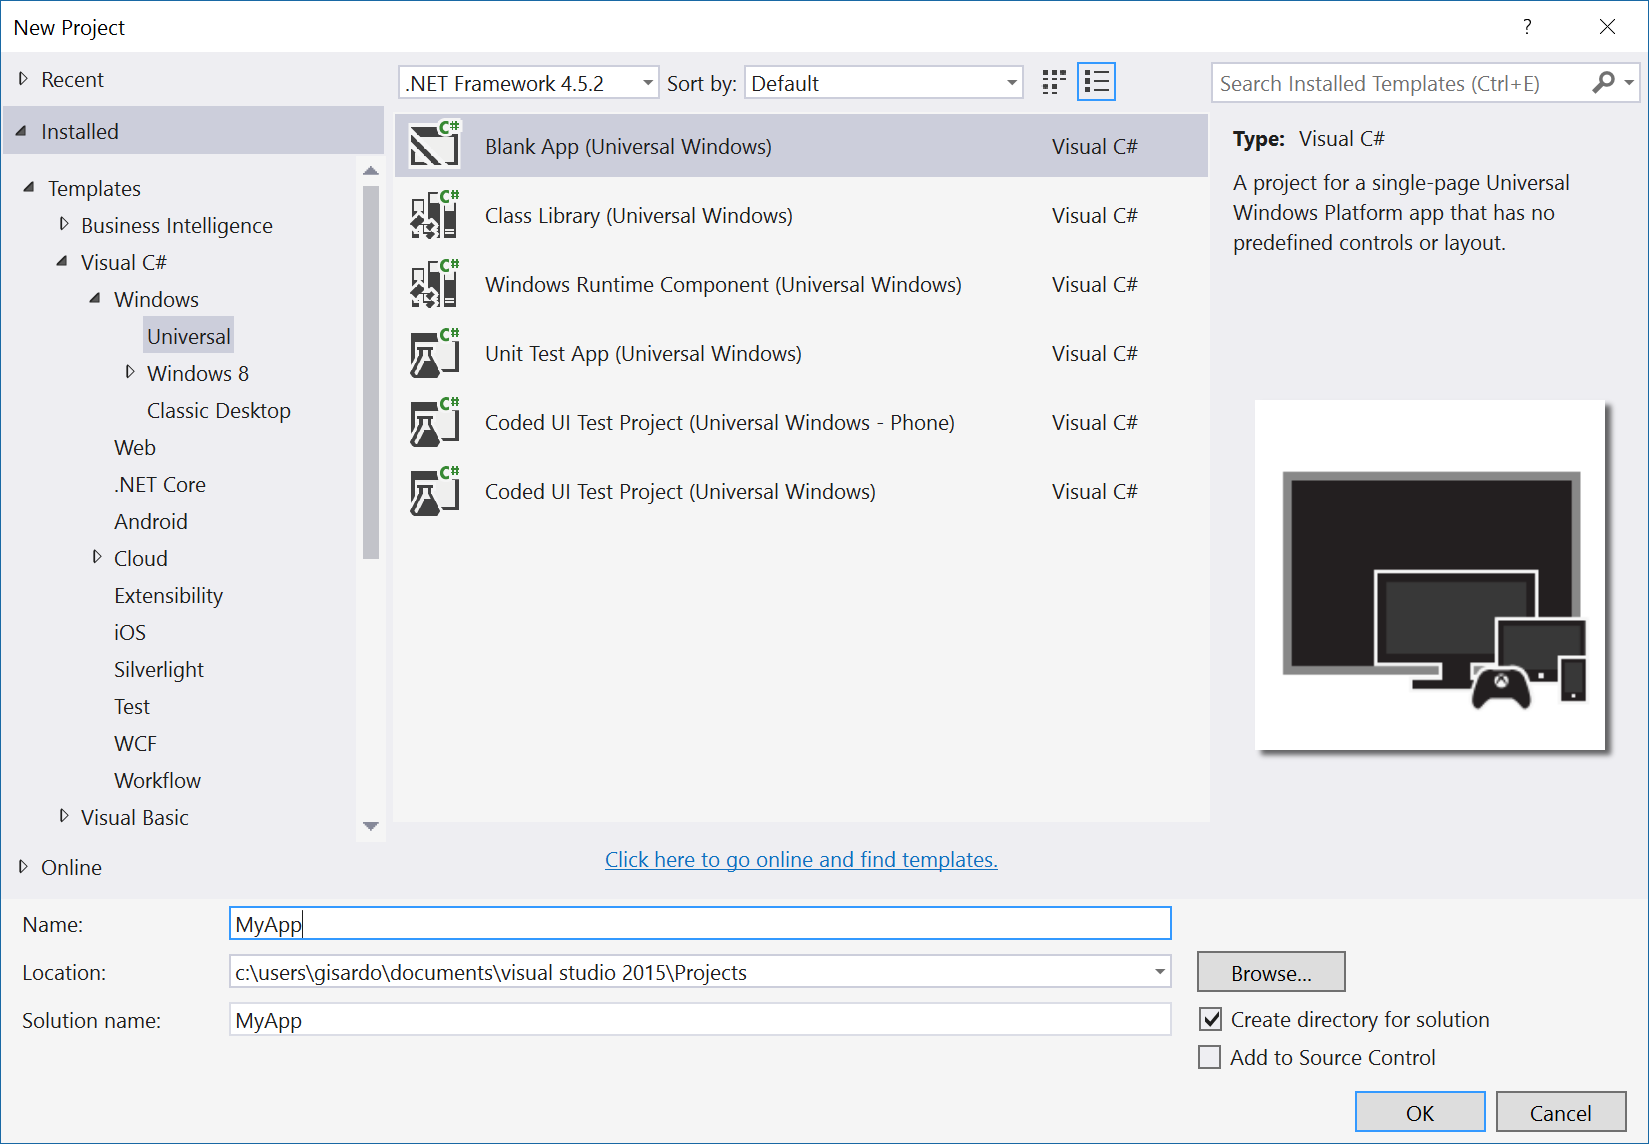 New Project
?
Recent
.NET Framework 4.5.2
Sort by:
Default
Search Installed Templates (Ctrl+E)
Installed
Templates
Business Intelligence
Visual C#
Windows
Universal
Windows 8
Classic Desktop
Web
.NET Core
Android
Cloud
Extensibility
iOS
Silverlight
Test
WCF
Workflow
Visual Basic
Online
C#
Blank App (Universal Windows)
Visual C#
C#
Class Library (Universal Windows)
Visual C#
C#
Windows Runtime Component (Universal Windows)
Visual C#
C#
Unit Test App (Universal Windows)
Visual C#
C#
Coded UI Test Project (Universal Windows - Phone)
Visual C#
C#
Coded UI Test Project (Universal Windows)
Visual C#
Type: Visual C#
A project for a single-page Universal
Windows Platform app that has no
predefined controls or layout.
Click here to go online and find templates.
Name:
MyApp
Location:
c:\users\gisardo\documents\visual studio 2015\Projects
Browse...
Solution name:
MyApp
Create directory for solution
Add to Source Control
OK
Cancel